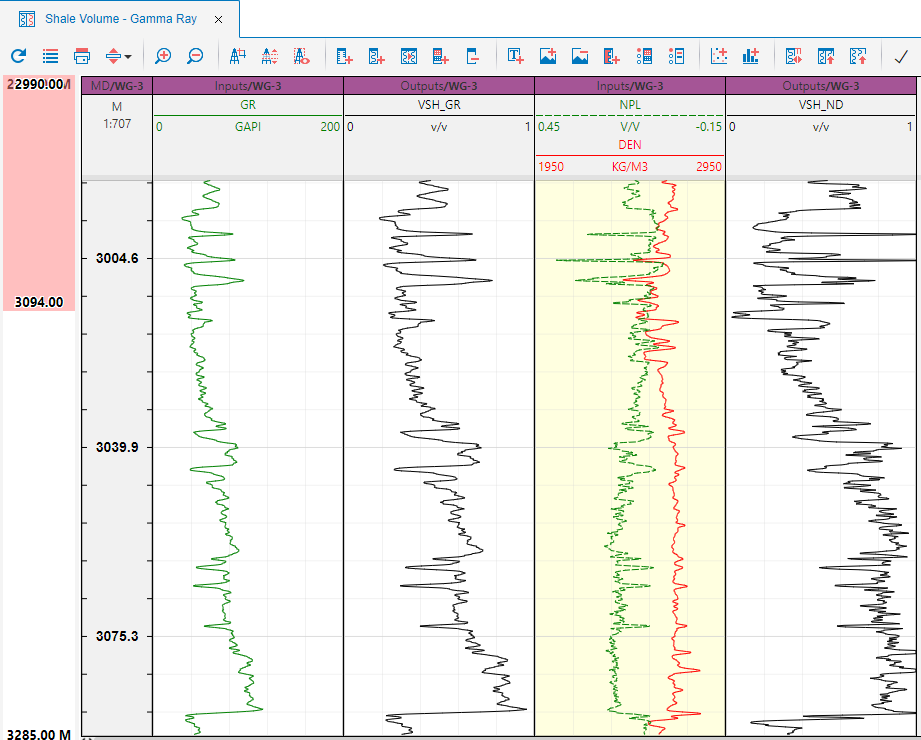 Shale Volume - Gamma Ray
2990.00
MD/WG-3 Inputs/WG-3 Outputs/WG-3 Inputs/WG-3 Outputs/WG-3
M GR VSH_GR NPL VSH_ND
1:707 0 GAPI 200 0 v/v 1 0.45 V/V -0.15 0 v/v 1
DEN
1950 KG/M3 2950
3004.6
3094.00
3039.9
3075.3
3285.00 M